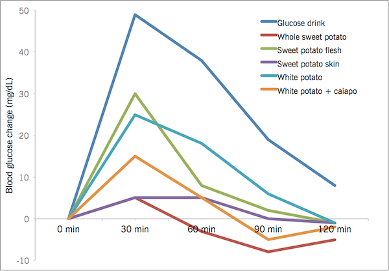 50
40
30
20
10
0
-10
Blood glucose change (mg/dL)
0 min
30 min
60 min
90 min
120 min
Glucose drink
Whole sweet potato
Sweet potato flesh
Sweet potato skin
White potato
White potato + caiapo